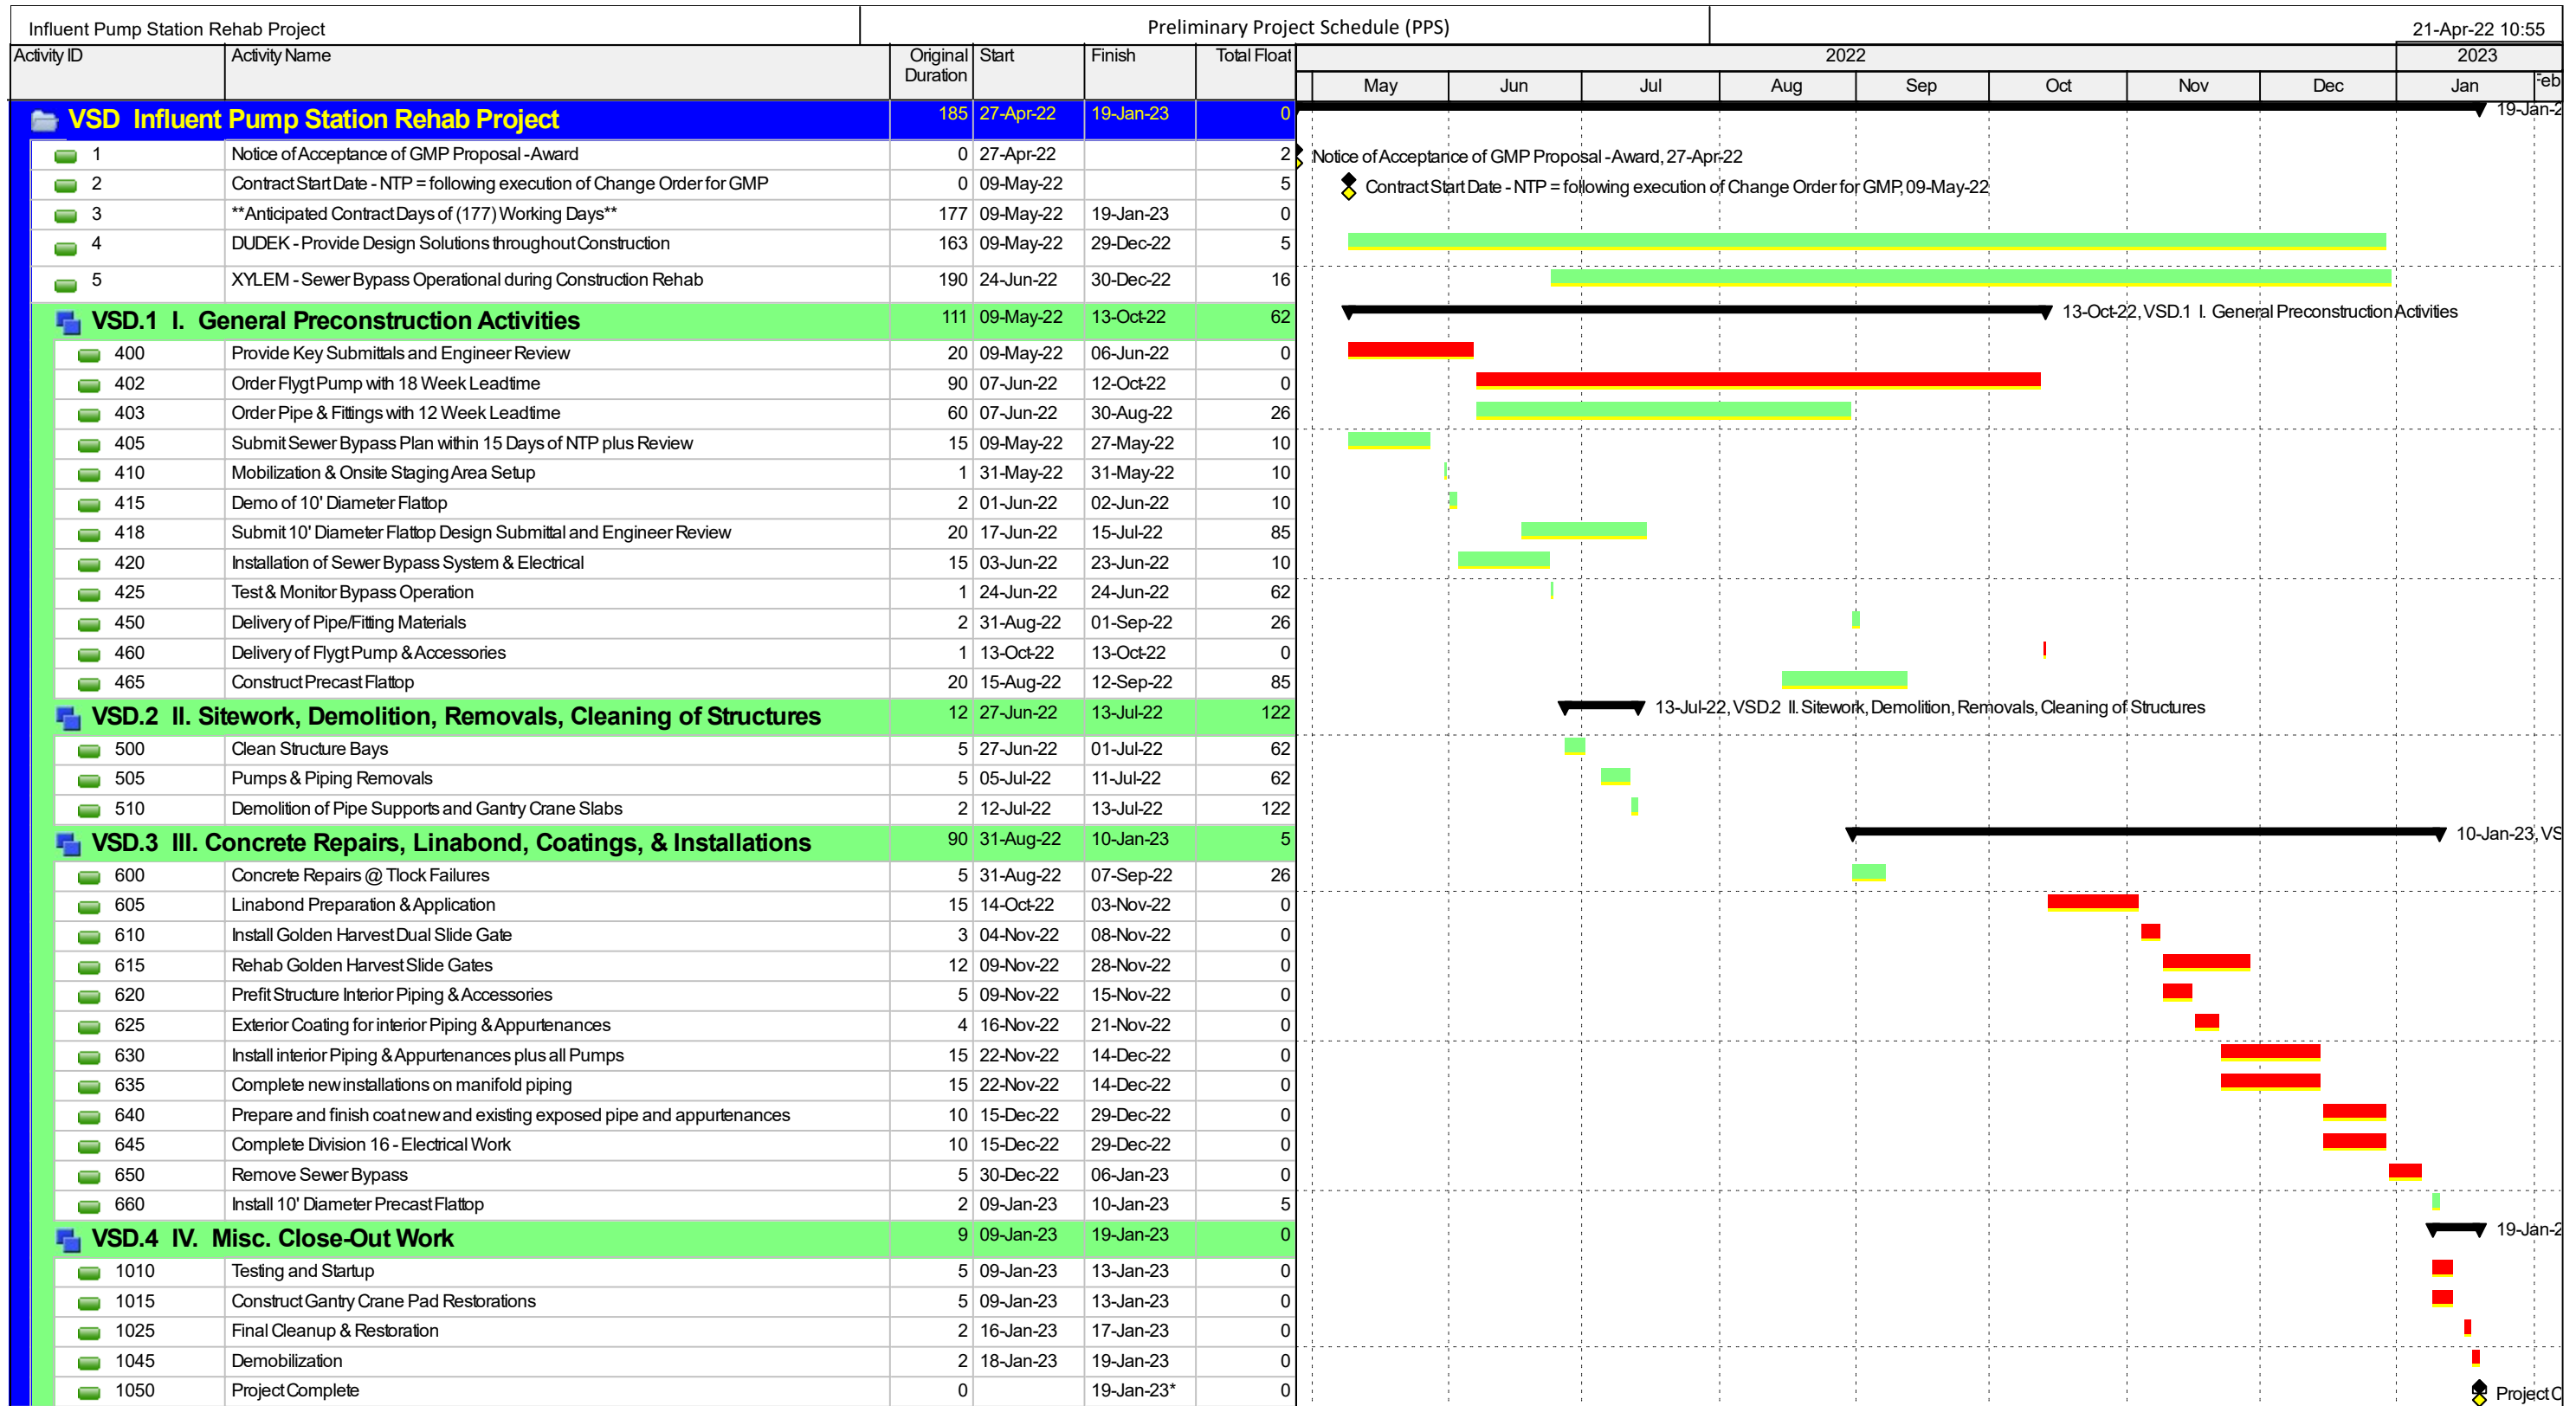 Influent Pump Station Rehab Project Preliminary Project Schedule (PPS) 21-Apr-22 10:55
Activity ID Activity Name Original Duration Start Finish Total Float 2022 2023
May Jun Jul Aug Sep Oct Nov Dec Jan Feb
VSD Influent Pump Station Rehab Project 185 27-Apr-22 19-Jan-23 0 19-Jan-2
1 Notice of Acceptance of GMP Proposal - Award 0 27-Apr-22 2 Notice of Acceptance of GMP Proposal - Award, 27-Apr-22
2 Contract Start Date - NTP = following execution of Change Order for GMP 0 09-May-22 5 Contract Start Date - NTP = following execution of Change Order for GMP, 09-May-22
3 **Anticipated Contract Days of (177) Working Days** 177 09-May-22 19-Jan-23 0
4 DUDEK - Provide Design Solutions throughout Construction 163 09-May-22 29-Dec-22 5
5 XYLEM - Sewer Bypass Operational during Construction Rehab 190 24-Jun-22 30-Dec-22 16
VSD.1 I. General Preconstruction Activities 111 09-May-22 13-Oct-22 62 13-Oct-22, VSD.1 I. General Preconstruction Activities
400 Provide Key Submittals and Engineer Review 20 09-May-22 06-Jun-22 0
402 Order Flygt Pump with 18 Week Leadtime 90 07-Jun-22 12-Oct-22 0
403 Order Pipe & Fittings with 12 Week Leadtime 60 07-Jun-22 30-Aug-22 26
405 Submit Sewer Bypass Plan within 15 Days of NTP plus Review 15 09-May-22 27-May-22 10
410 Mobilization & Onsite Staging Area Setup 1 31-May-22 31-May-22 10
415 Demo of 10' Diameter Flattop 2 01-Jun-22 02-Jun-22 10
418 Submit 10' Diameter Flattop Design Submittal and Engineer Review 20 17-Jun-22 15-Jul-22 85
420 Installation of Sewer Bypass System & Electrical 15 03-Jun-22 23-Jun-22 10
425 Test & Monitor Bypass Operation 1 24-Jun-22 24-Jun-22 62
450 Delivery of Pipe/Fitting Materials 2 31-Aug-22 01-Sep-22 26
460 Delivery of Flygt Pump & Accessories 1 13-Oct-22 13-Oct-22 0
465 Construct Precast Flattop 20 15-Aug-22 12-Sep-22 85
VSD.2 II. Sitework, Demolition, Removals, Cleaning of Structures 12 27-Jun-22 13-Jul-22 122 13-Jul-22, VSD.2 II. Sitework, Demolition, Removals, Cleaning of Structures
500 Clean Structure Bays 5 27-Jun-22 01-Jul-22 62
505 Pumps & Piping Removals 5 05-Jul-22 11-Jul-22 62
510 Demolition of Pipe Supports and Gantry Crane Slabs 2 12-Jul-22 13-Jul-22 122
VSD.3 III. Concrete Repairs, Linabond, Coatings, & Installations 90 31-Aug-22 10-Jan-23 5 10-Jan-23, VS
600 Concrete Repairs @ Tlock Failures 5 31-Aug-22 07-Sep-22 26
605 Linabond Preparation & Application 15 14-Oct-22 03-Nov-22 0
610 Install Golden Harvest Dual Slide Gate 3 04-Nov-22 08-Nov-22 0
615 Rehab Golden Harvest Slide Gates 12 09-Nov-22 28-Nov-22 0
620 Prefit Structure Interior Piping & Accessories 5 09-Nov-22 15-Nov-22 0
625 Exterior Coating for interior Piping & Appurtenances 4 16-Nov-22 21-Nov-22 0
630 Install interior Piping & Appurtenances plus all Pumps 15 22-Nov-22 14-Dec-22 0
635 Complete new installations on manifold piping 15 22-Nov-22 14-Dec-22 0
640 Prepare and finish coat new and existing exposed pipe and appurtenances 10 15-Dec-22 29-Dec-22 0
645 Complete Division 16 - Electrical Work 10 15-Dec-22 29-Dec-22 0
650 Remove Sewer Bypass 5 30-Dec-22 06-Jan-23 0
660 Install 10' Diameter Precast Flattop 2 09-Jan-23 10-Jan-23 5
VSD.4 IV. Misc. Close-Out Work 9 09-Jan-23 19-Jan-23 0 19-Jan-2
1010 Testing and Startup 5 09-Jan-23 13-Jan-23 0
1015 Construct Gantry Crane Pad Restorations 5 09-Jan-23 13-Jan-23 0
1025 Final Cleanup & Restoration 2 16-Jan-23 17-Jan-23 0
1045 Demobilization 2 18-Jan-23 19-Jan-23 0
1050 Project Complete 0 19-Jan-23* 0 Project C